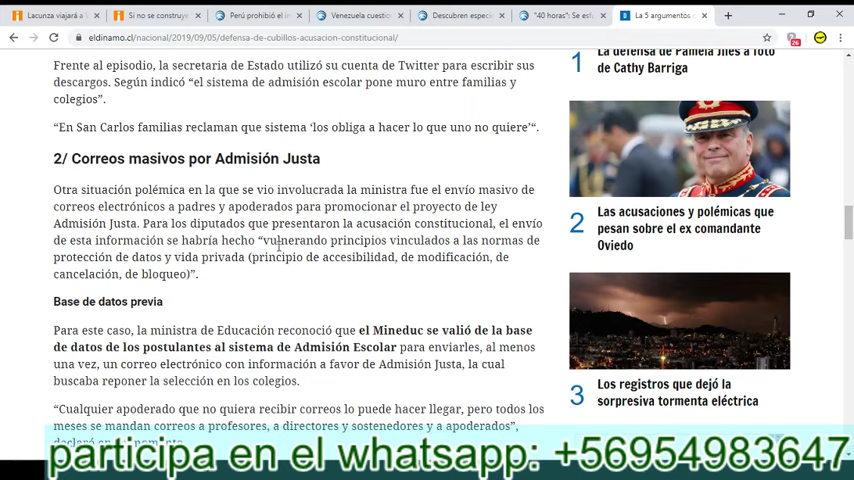 Lacunza viajará a
Si no se construye
Perú prohibió el in
Venezuela cuestio
Descubren especi
"40 horas": Se esfu
La 5 argumentos c
eldinamo.cl/nacional/2019/09/05/defensa-de-cubillos-acusacion-constitucional/
26
Frente al episodio, la secretaria de Estado utilizó su cuenta de Twitter para escribir sus
descargos. Según indicó “el sistema de admisión escolar pone muro entre familias y
colegios”.
“En San Carlos familias reclaman que sistema ‘los obliga a hacer lo que uno no quiere’“.
2/ Correos masivos por Admisión Justa
Otra situación polémica en la que se vio involucrada la ministra fue el envío masivo de
correos electrónicos a padres y apoderados para promocionar el proyecto de ley
Admisión Justa. Para los diputados que presentaron la acusación constitucional, el envío
de esta información se habría hecho “vulnerando principios vinculados a las normas de
protección de datos y vida privada (principio de accesibilidad, de modificación, de
cancelación, de bloqueo)”.
Base de datos previa
Para este caso, la ministra de Educación reconoció que el Mineduc se valió de la base
de datos de los postulantes al sistema de Admisión Escolar para enviarles, al menos
una vez, un correo electrónico con información a favor de Admisión Justa, la cual
buscaba reponer la selección en los colegios.
“Cualquier apoderado que no quiera recibir correos lo puede hacer llegar, pero todos los
meses se mandan correos a profesores, a directores y sostenedores y a apoderados”,
1
La defensa de Pamela Jiles a foto
de Cathy Barriga
2
Las acusaciones y polémicas que
pesan sobre el ex comandante
Oviedo
3
Los registros que dejó la
sorpresiva tormenta eléctrica
participa en el whatsapp: +56954983647